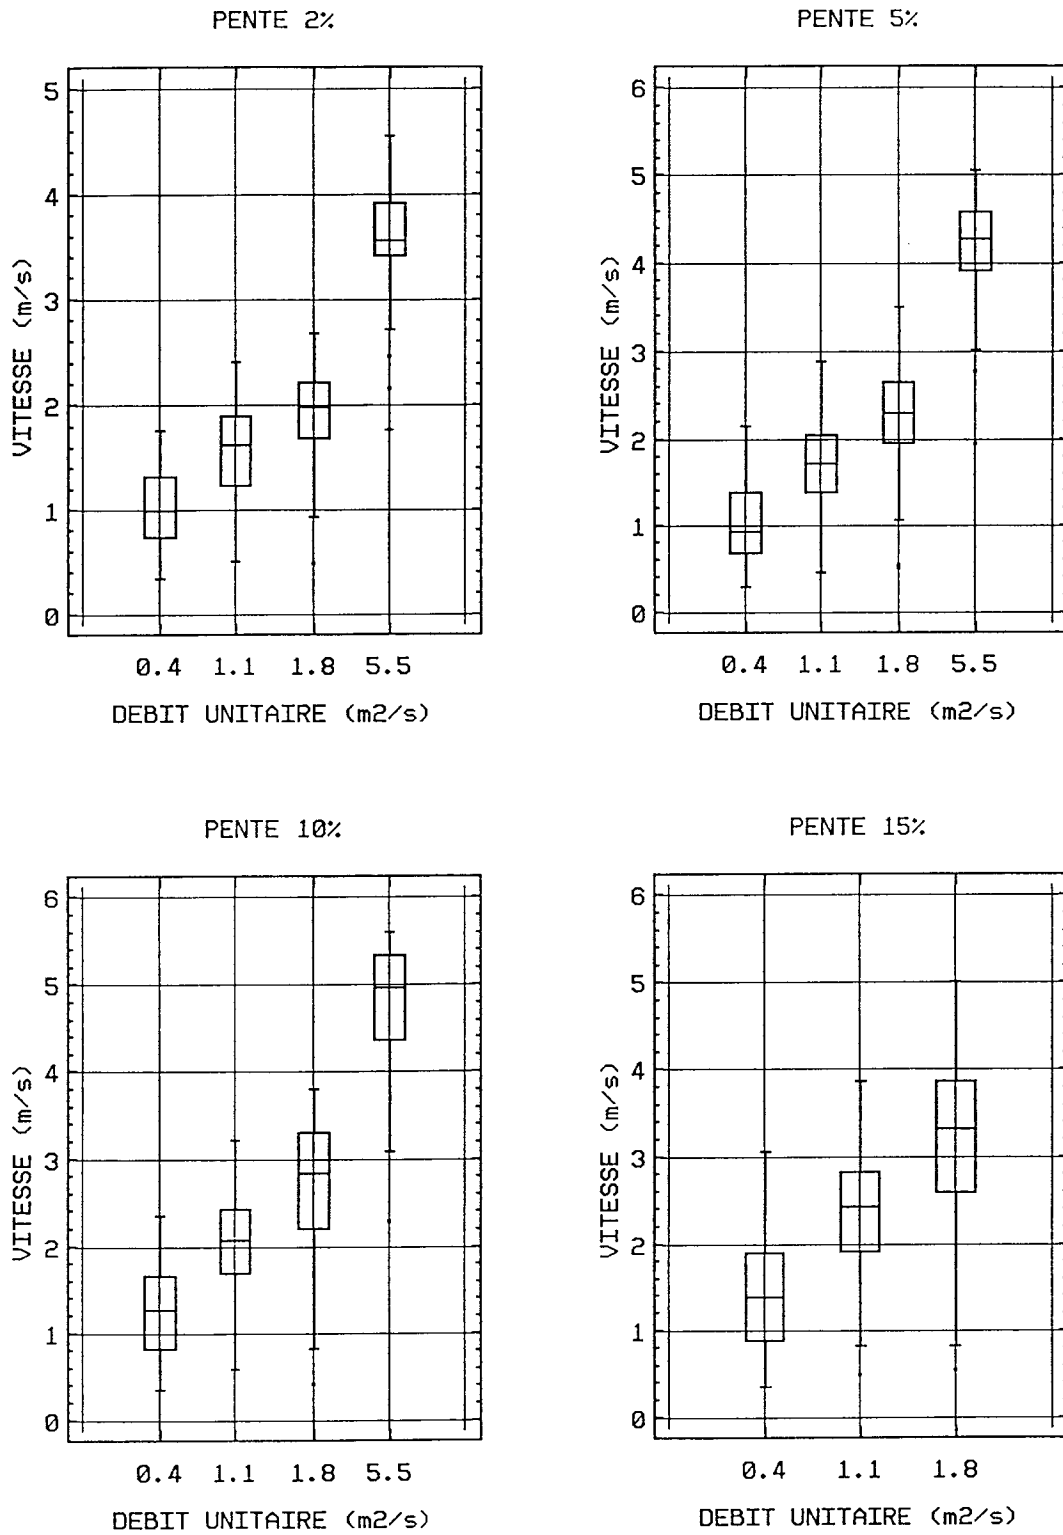 PENTE 2%
PENTE 5%
5
4
3
2
1
0
VITESSE (m/s)
0.4 1.1 1.8 5.5
DEBIT UNITAIRE (m2/s)
6
5
4
3
2
1
0
VITESSE (m/s)
0.4 1.1 1.8 5.5
DEBIT UNITAIRE (m2/s)
PENTE 10%
PENTE 15%
6
5
4
3
2
1
0
VITESSE (m/s)
0.4 1.1 1.8 5.5
DEBIT UNITAIRE (m2/s)
6
5
4
3
2
1
0
VITESSE (m/s)
0.4 1.1 1.8
DEBIT UNITAIRE (m2/s)